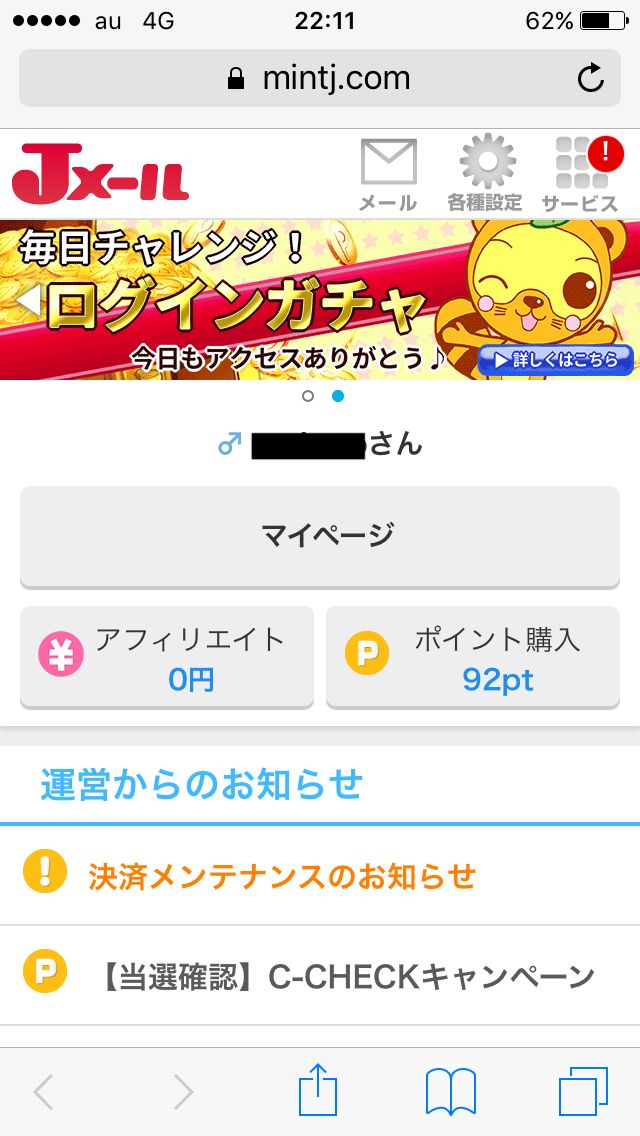 au 4G 22:11 62%
mintj.com
Jメール
メール 各種設定 サービス
!
毎日チャレンジ！
ログインガチャ
今日もアクセスありがとう♪
▶詳しくはこちら
♂ さん
マイページ
¥ アフィリエイト
0円
P ポイント購入
92pt
運営からのお知らせ
! 決済メンテナンスのお知らせ
P 【当選確認】C-CHECKキャンペーン